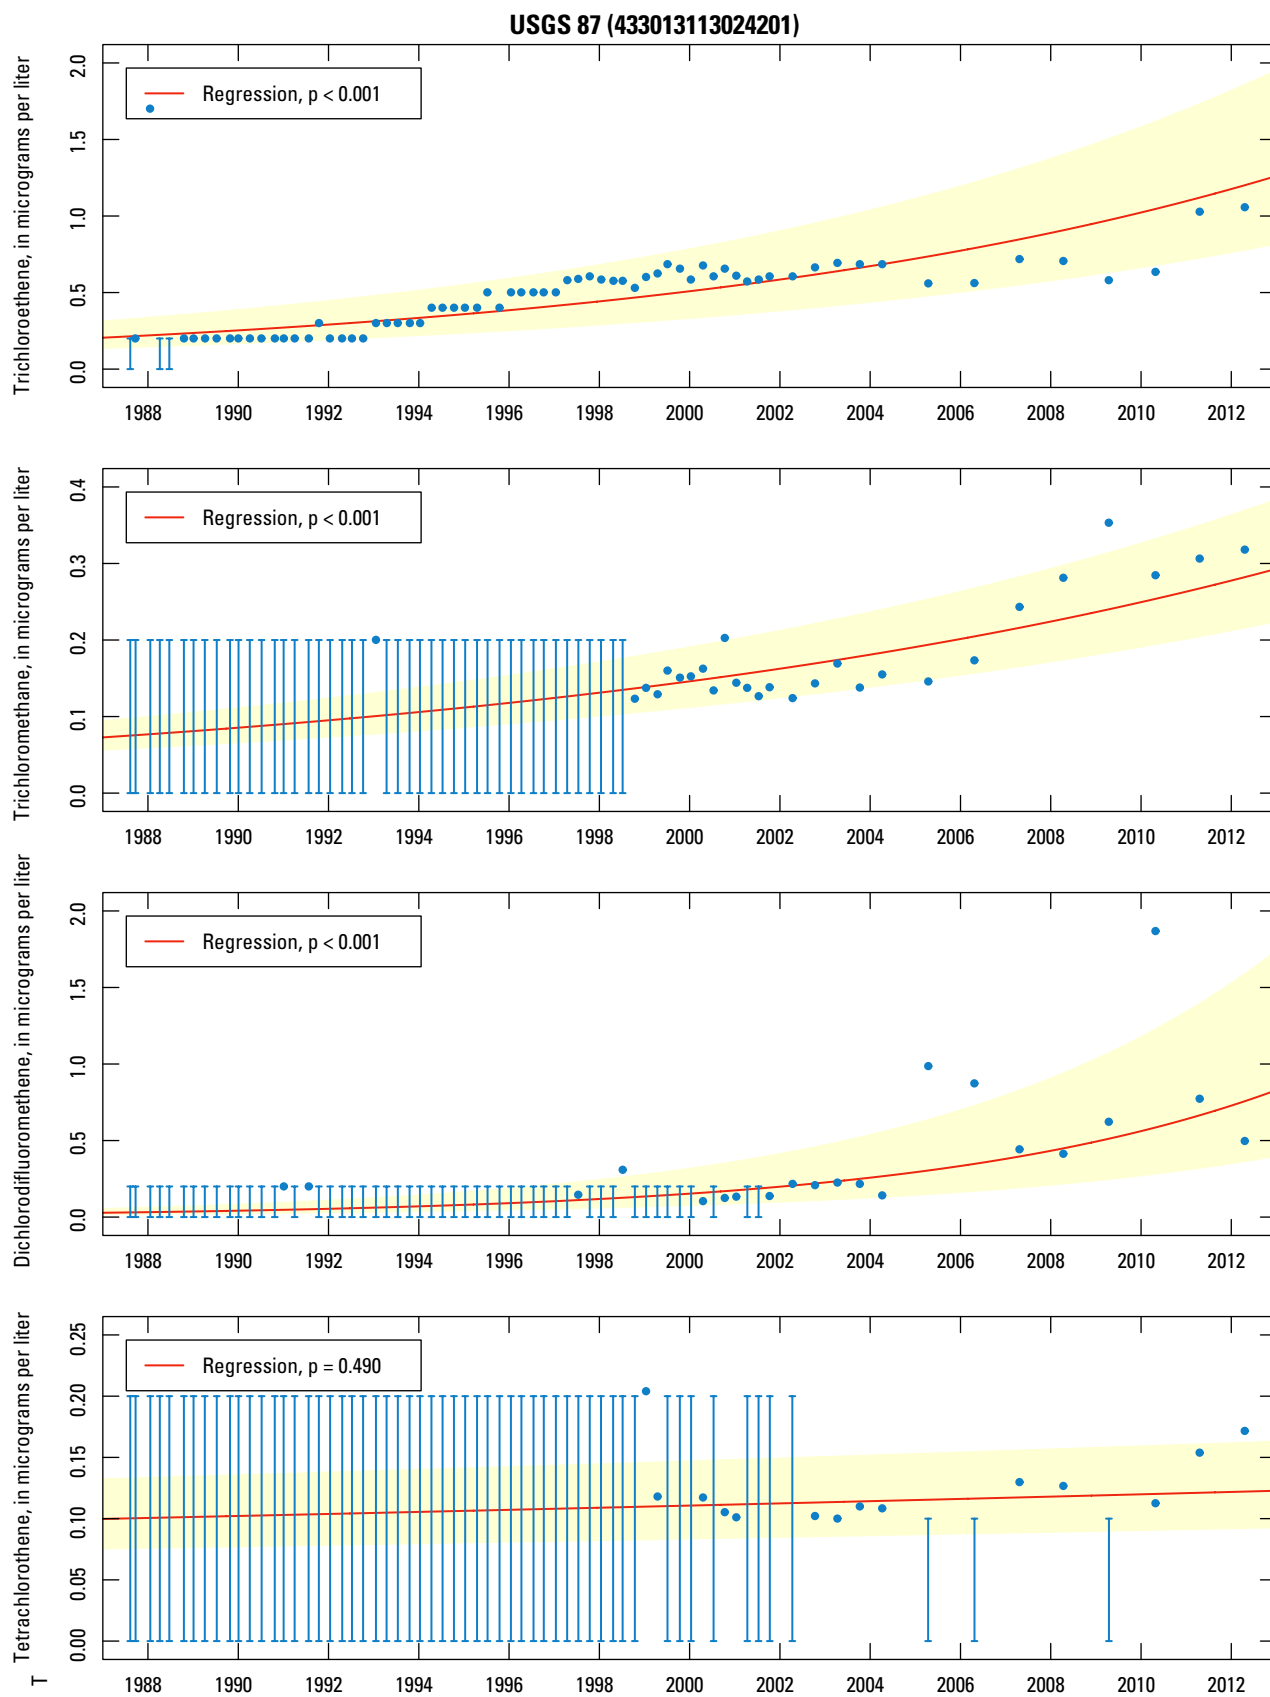 USGS 87 (433013113024201)
Trichloroethene, in micrograms per liter
2.0
1.5
1.0
0.5
0.0
Regression, p < 0.001
1988 1990 1992 1994 1996 1998 2000 2002 2004 2006 2008 2010 2012
Trichloromethane, in micrograms per liter
0.4
0.3
0.2
0.1
0.0
Regression, p < 0.001
1988 1990 1992 1994 1996 1998 2000 2002 2004 2006 2008 2010 2012
Dichlorodifluoromethene, in micrograms per liter
2.0
1.5
1.0
0.5
0.0
Regression, p < 0.001
1988 1990 1992 1994 1996 1998 2000 2002 2004 2006 2008 2010 2012
Tetrachlorothene, in micrograms per liter
0.25
0.20
0.15
0.10
0.05
0.00
Regression, p = 0.490
1988 1990 1992 1994 1996 1998 2000 2002 2004 2006 2008 2010 2012
T